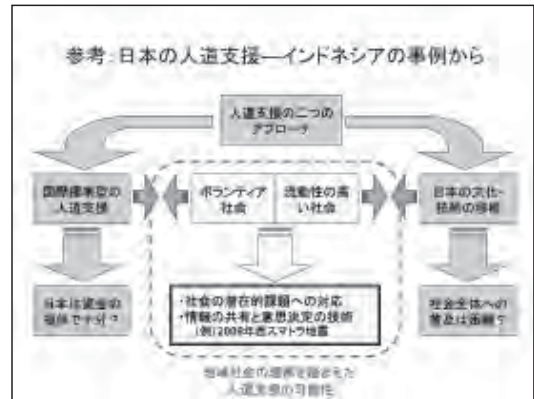 参考:日本の人道支援―インドネシアの事例から
人道支援の二つの
アプローチ
国際標準型の
人道支援
ボランティア
社会
流動性の高
い社会
日本の文化・
技術の移転
日本は資金の
で十分?
・社会の潜在的課題への対応
・情報の共有と意思決定の技術
(例)2009年西スマトラ地震
社会全体への
普及は困難?
地域社会の理解を踏まえた
人道支援の可能性